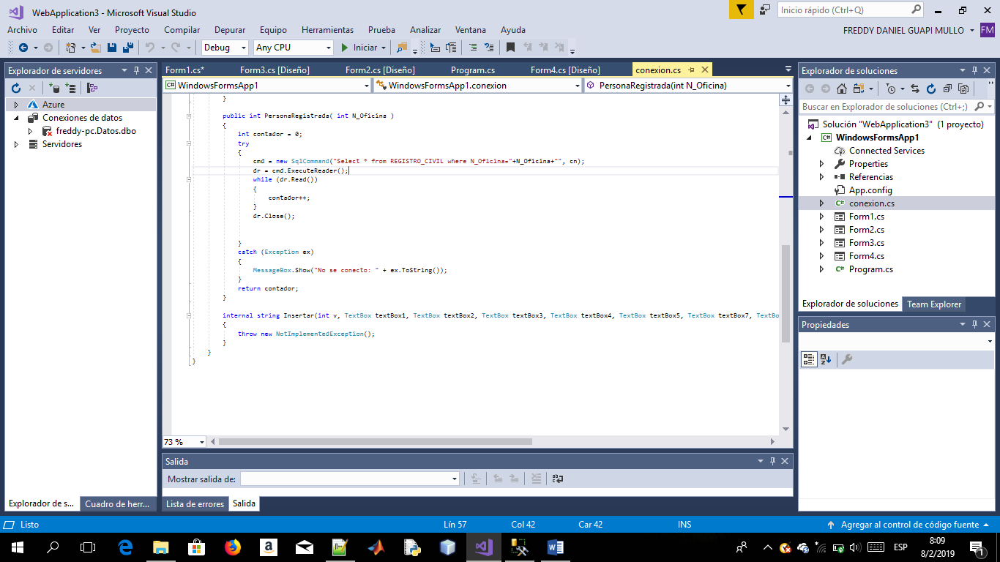 WebApplication3 - Microsoft Visual Studio
Inicio rápido (Ctrl+Q)
Archivo Editar Ver Proyecto Compilar Depurar Equipo Herramientas Prueba Analizar Ventana Ayuda
FREDDY DANIEL GUAPI MULLO FM
Debug Any CPU Iniciar
Explorador de servidores
Azure
Conexiones de datos
freddy-pc.Datos.dbo
Servidores
Explorador de s... Cuadro de herr...
Form1.cs* Form3.cs [Diseño] Form2.cs [Diseño] Program.cs Form4.cs [Diseño] conexion.cs
WindowsFormsApp1 WindowsFormsApp1.conexion PersonaRegistrada(int N_Oficina)
}
public int PersonaRegistrada( int N_Oficina )
{
int contador = 0;
try
{
cmd = new SqlCommand("Select * from REGISTRO_CIVIL where N_Oficina="+N_Oficina+"", cn);
dr = cmd.ExecuteReader();
while (dr.Read())
{
contador++;
}
dr.Close();
}
catch (Exception ex)
{
MessageBox.Show("No se conecto: " + ex.ToString());
}
return contador;
}
internal string Insertar(int v, TextBox textBox1, TextBox textBox2, TextBox textBox3, TextBox textBox4, TextBox textBox5, TextBox textBox7, TextBo
{
throw new NotImplementedException();
}
}
}
73 %
Salida
Mostrar salida de:
Lista de errores Salida
Explorador de soluciones
Buscar en Explorador de soluciones (Ctrl+;)
Solución "WebApplication3" (1 proyecto)
WindowsFormsApp1
Connected Services
Properties
Referencias
App.config
conexion.cs
Form1.cs
Form2.cs
Form3.cs
Form4.cs
Program.cs
Explorador de soluciones Team Explorer
Propiedades
Listo Lín 57 Col 42 Car 42 INS Agregar al control de código fuente
ESP 8:09
8/2/2019
1